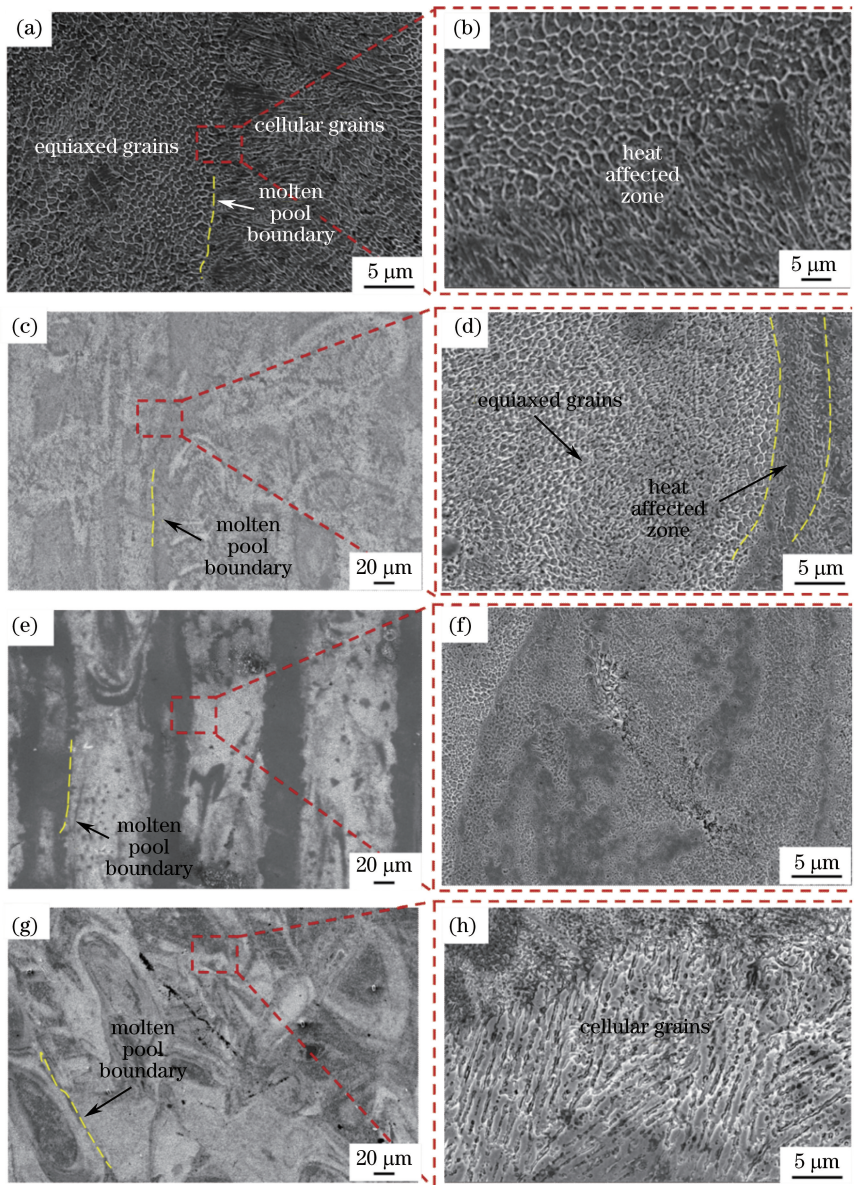 (a)
equiaxed grains
cellular grains
molten
pool
boundary
5 μm
(b)
heat
affected
zone
5 μm
(c)
molten
pool
boundary
20 μm
(d)
equiaxed grains
heat
affected
zone
5 μm
(e)
molten
pool
boundary
20 μm
(f)
5 μm
(g)
molten
pool
boundary
20 μm
(h)
cellular grains
5 μm